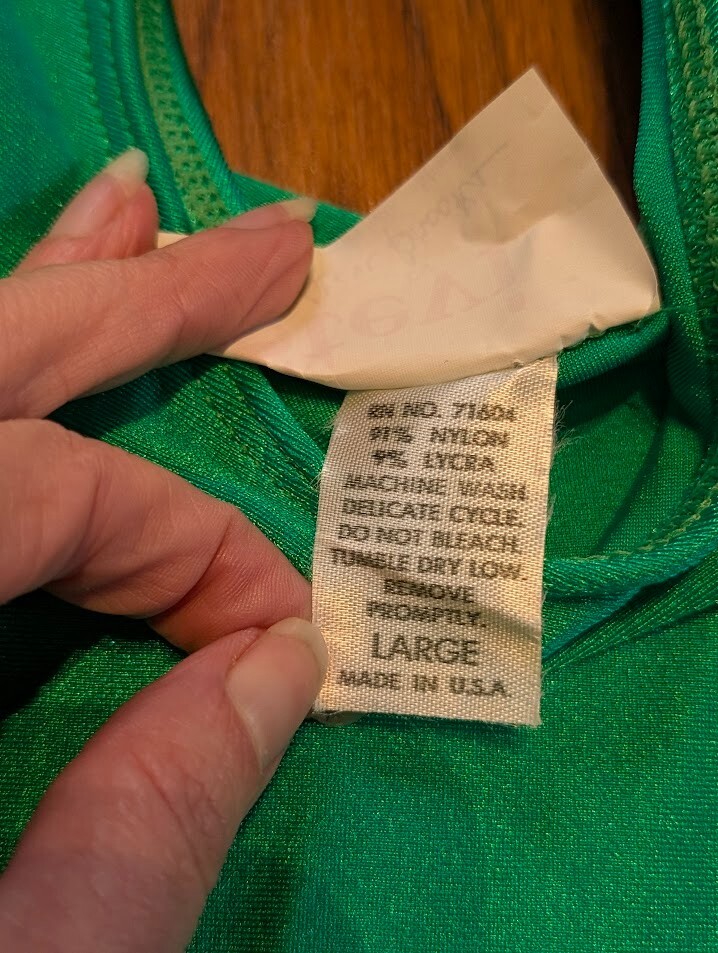 RN NO. 71604
91% NYLON
9% LYCRA
MACHINE WASH
DELICATE CYCLE.
DO NOT BLEACH.
TUMBLE DRY LOW.
REMOVE
PROMPTLY.
LARGE
MADE IN U.S.A